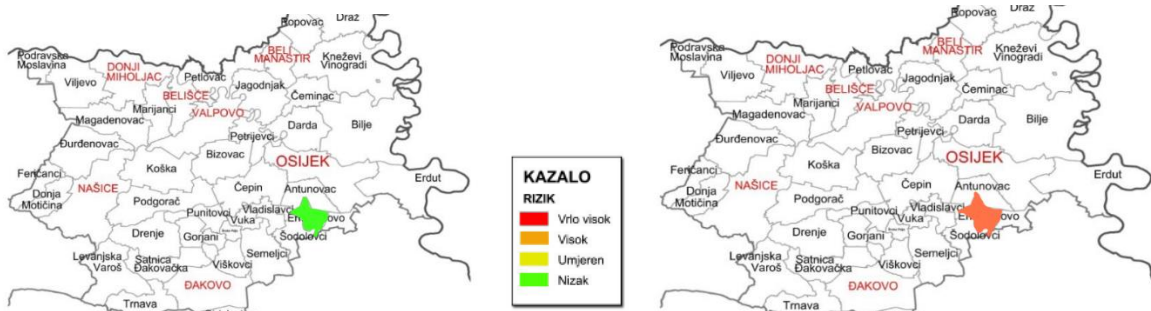 Popovac
Draž
Podravska
Moslavina
BELI
MANASTIR
Kneževi
Vinogradi
DONJI
MIHOLJAC
Petlovac
Viljevo
Jagodnjak
BELIŠĆE
Čeminac
Marijanci
VALPOVO
Magadenovac
Darda
Bilje
Petrijevci
Đurđenovac
Bizovac
OSIJEK
Koška
Feričanci
Erdut
NAŠICE
Donja
Motičina
Čepin
Antunovac
Podgorač
Punitovci
Vladislavci
Vuka
Drenje
Gorjani
Šodolovci
Levanjska
Varoš
Satnica
Đakovačka
Semeljci
Viškovci
ĐAKOVO
Trnava
KAZALO
RIZIK
Vrlo visok
Visok
Umjeren
Nizak
Popovac
Draž
Podravska
Moslavina
BELI
MANASTIR
Kneževi
Vinogradi
DONJI
MIHOLJAC
Petlovac
Viljevo
Jagodnjak
BELIŠĆE
Čeminac
Marijanci
VALPOVO
Magadenovac
Darda
Bilje
Petrijevci
Đurđenovac
Bizovac
OSIJEK
Koška
Feričanci
Erdut
NAŠICE
Donja
Motičina
Čepin
Antunovac
Podgorač
Punitovci
Vladislavci
Vuka
Drenje
Gorjani
Šodolovci
Levanjska
Varoš
Satnica
Đakovačka
Semeljci
Viškovci
ĐAKOVO
Trnava